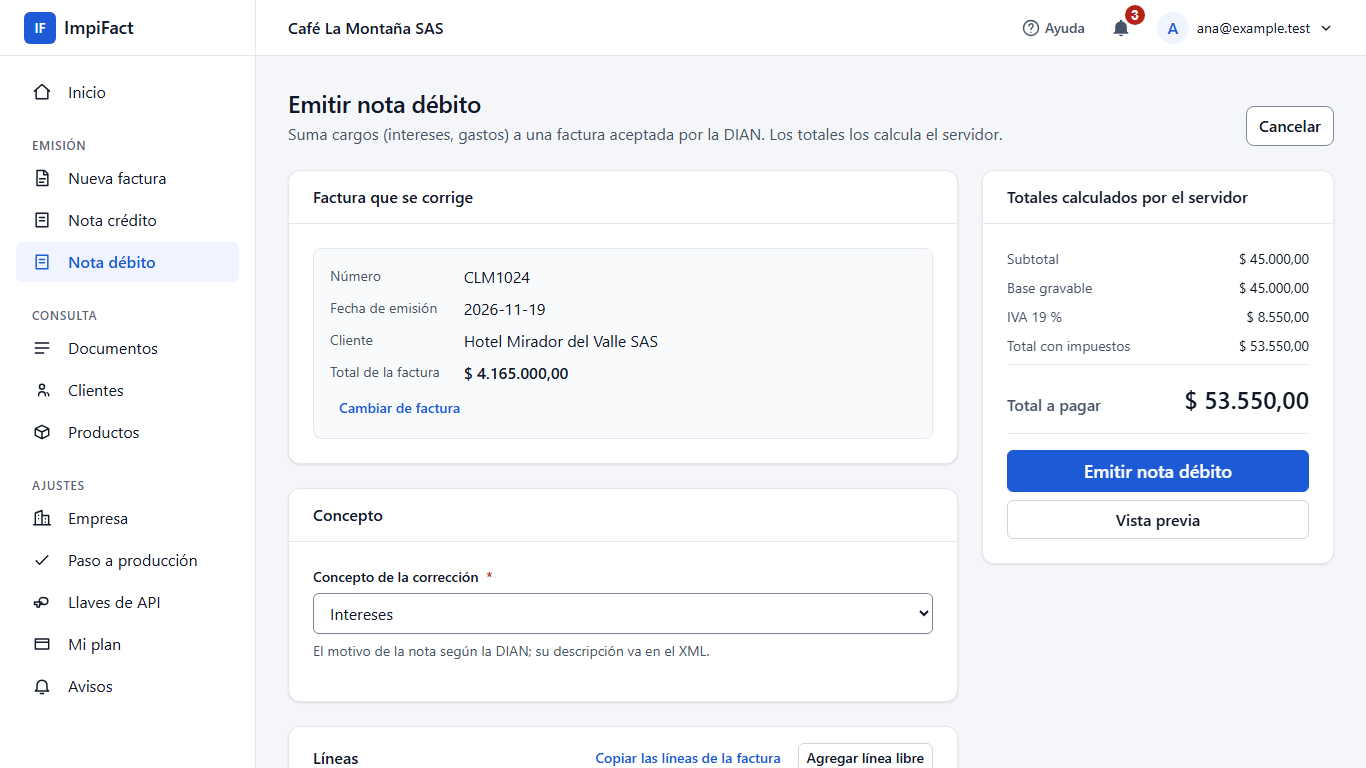 IF ImpiFact
Café La Montaña SAS
Ayuda
3
A
ana@example.test
Inicio
EMISIÓN
Nueva factura
Nota crédito
Nota débito
CONSULTA
Documentos
Clientes
Productos
AJUSTES
Empresa
Paso a producción
Llaves de API
Mi plan
Avisos
Emitir nota débito
Suma cargos (intereses, gastos) a una factura aceptada por la DIAN. Los totales los calcula el servidor.
Cancelar
Factura que se corrige
Número CLM1024
Fecha de emisión 2026-11-19
Cliente Hotel Mirador del Valle SAS
Total de la factura $ 4.165.000,00
Cambiar de factura
Concepto
Concepto de la corrección *
Intereses
El motivo de la nota según la DIAN; su descripción va en el XML.
Líneas
Copiar las líneas de la factura
Agregar línea libre
Totales calculados por el servidor
Subtotal $ 45.000,00
Base gravable $ 45.000,00
IVA 19 % $ 8.550,00
Total con impuestos $ 53.550,00
Total a pagar $ 53.550,00
Emitir nota débito
Vista previa